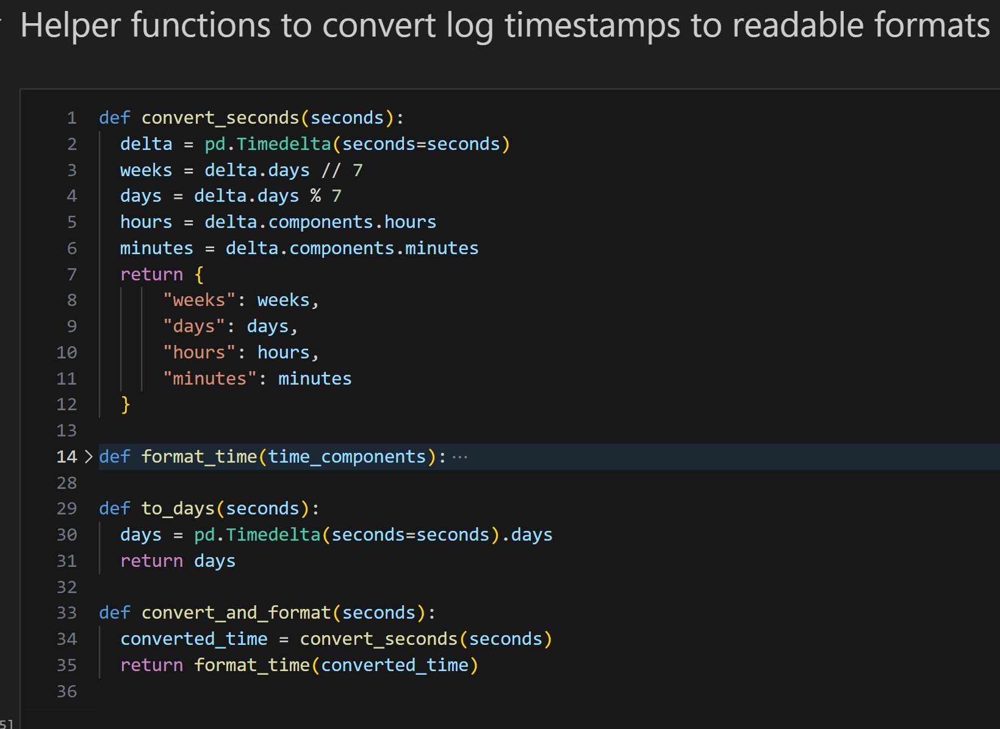 Helper functions to convert log timestamps to readable formats
1 def convert_seconds(seconds):
2   delta = pd.Timedelta(seconds=seconds)
3   weeks = delta.days // 7
4   days = delta.days % 7
5   hours = delta.components.hours
6   minutes = delta.components.minutes
7   return {
8       "weeks": weeks,
9       "days": days,
10       "hours": hours,
11       "minutes": minutes
12   }
13
14 def format_time(time_components): ···
28
29 def to_days(seconds):
30   days = pd.Timedelta(seconds=seconds).days
31   return days
32
33 def convert_and_format(seconds):
34   converted_time = convert_seconds(seconds)
35   return format_time(converted_time)
36
5]